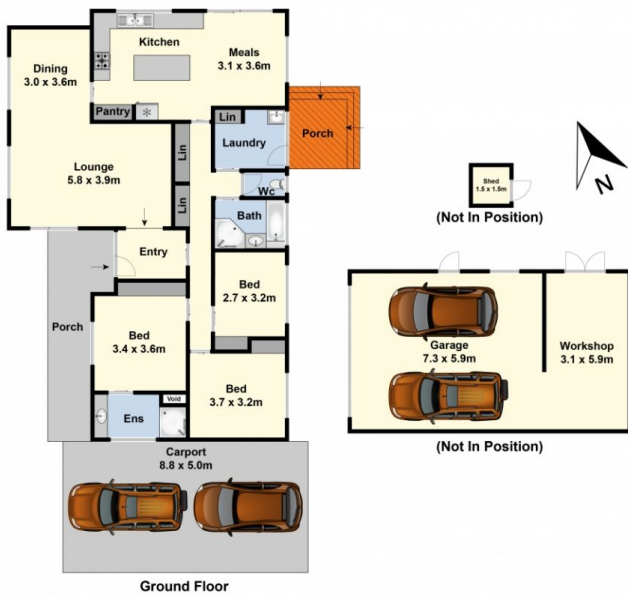 Kitchen
Dining
3.0 x 3.6m
Meals
3.1 x 3.6m
Pantry
Lin
Laundry
Porch
Lin
Lounge
5.8 x 3.9m
Wc
Lin
Bath
Entry
Bed
2.7 x 3.2m
Porch
Bed
3.4 x 3.6m
Bed
3.7 x 3.2m
Void
Ens
Carport
8.8 x 5.0m
Ground Floor
N
Shed
1.5 x 1.5m
(Not In Position)
Garage
7.3 x 5.9m
Workshop
3.1 x 5.9m
(Not In Position)